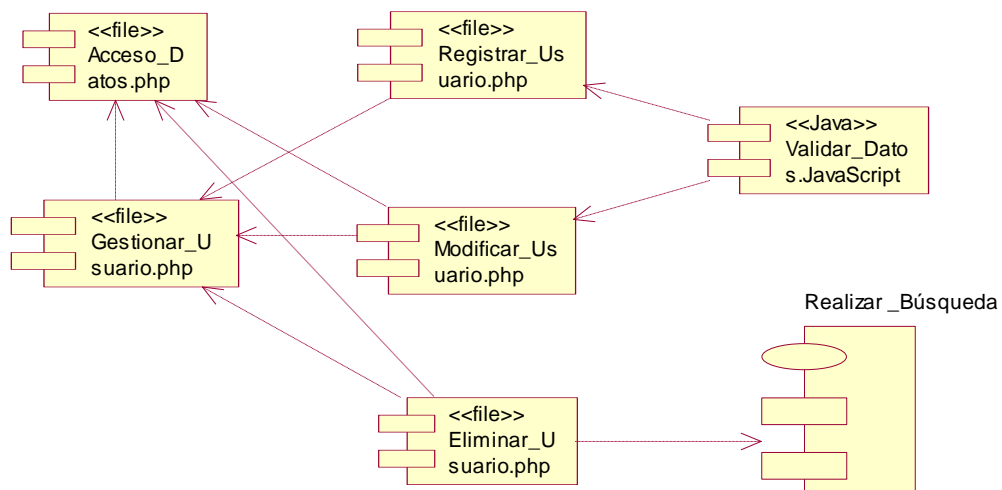 <<file>>
Acceso_D
atos.php
<<file>>
Registrar_Us
uario.php
<<Java>>
Validar_Dato
s.JavaScript
<<file>>
Gestionar_U
suario.php
<<file>>
Modificar_Us
uario.php
Realizar _Búsqueda
<<file>>
Eliminar_U
suario.php